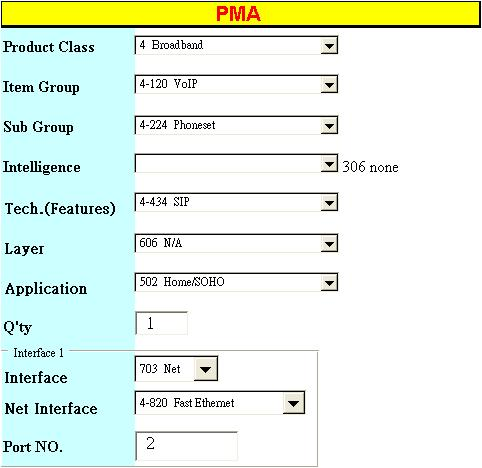 PMA
Product Class 4 Broadband
Item Group 4-120 VoIP
Sub Group 4-224 Phoneset
Intelligence 306 none
Tech.(Features) 4-434 SIP
Layer 606 N/A
Application 502 Home/SOHO
Q'ty 1
Interface 1
Interface 703 Net
Net Interface 4-820 Fast Ethernet
Port NO. 2